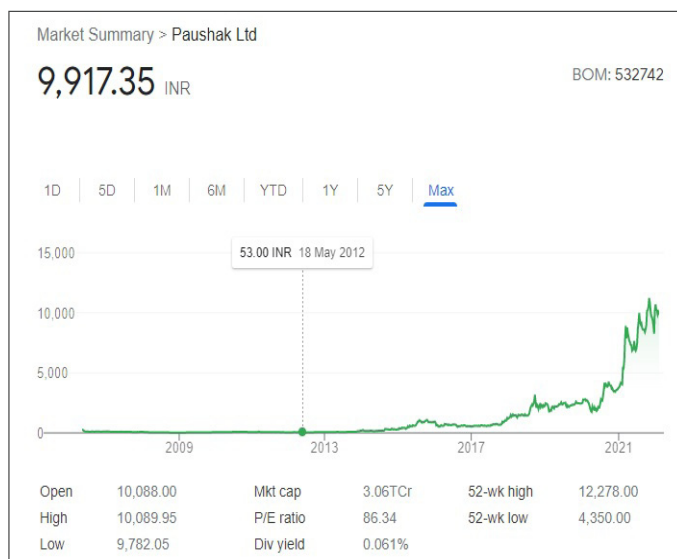 Market Summary > Paushak Ltd
9,917.35 INR
BOM: 532742
1D 5D 1M 6M YTD 1Y 5Y Max
53.00 INR 18 May 2012
15,000
10,000
5,000
0
2009 2013 2017 2021
Open 10,088.00 Mkt cap 3.06TCr 52-wk high 12,278.00
High 10,089.95 P/E ratio 86.34 52-wk low 4,350.00
Low 9,782.05 Div yield 0.061%